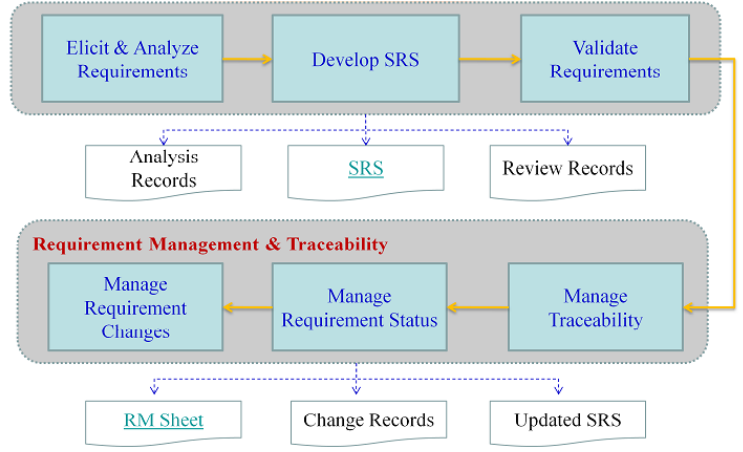 Elicit & Analyze
Requirements
Develop SRS
Validate
Requirements
Analysis
Records
SRS
Review Records
Requirement Management & Traceability
Manage
Requirement
Changes
Manage
Requirement Status
Manage
Traceability
RM Sheet
Change Records
Updated SRS